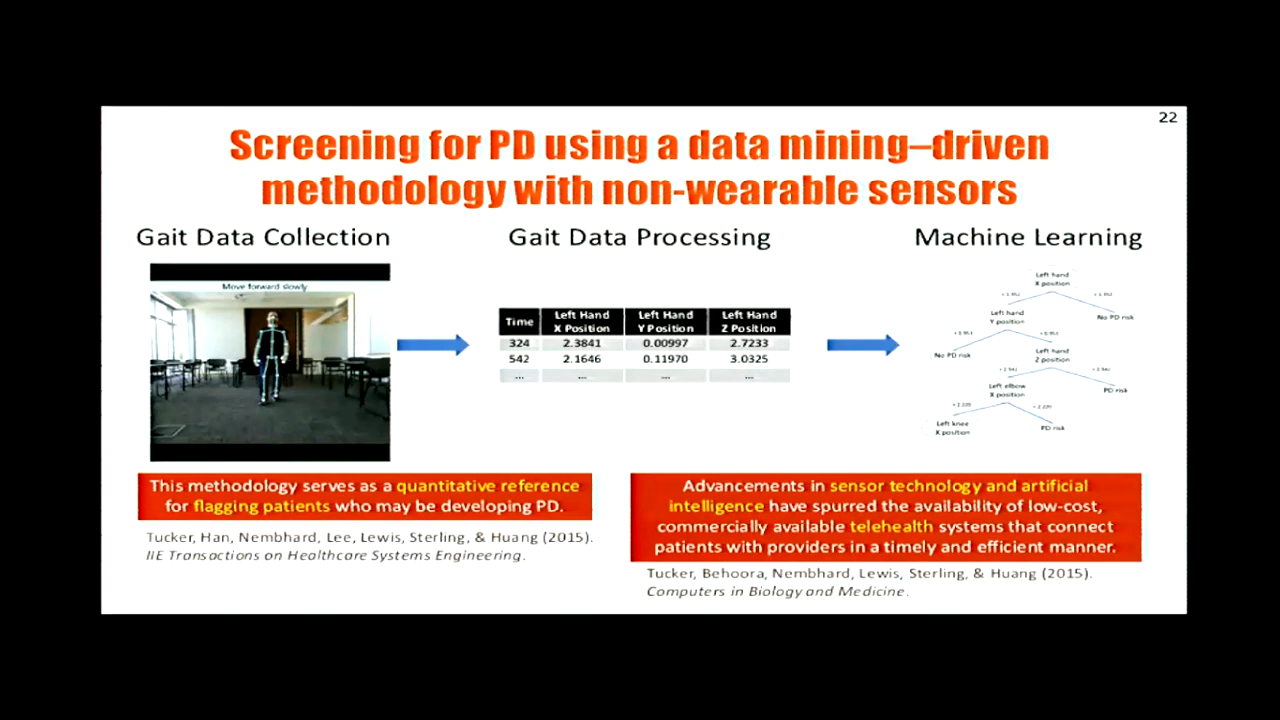 22
Screening for PD using a data mining–driven
methodology with non-wearable sensors
Gait Data Collection
Gait Data Processing
Machine Learning
Move forward slowly
Time
Left Hand
X Position
Left Hand
Y Position
Left Hand
Z Position
324 2.3841 0.00997 2.7233
542 2.1646 0.11970 3.0325
... ... ... ...
Left hand
X position
No PD risk
Left hand
Y position
No PD risk
Left hand
Z position
PD risk
Left elbow
X position
Left knee
X position
PD risk
This methodology serves as a quantitative reference
for flagging patients who may be developing PD.
Tucker, Han, Nembhard, Lee, Lewis, Sterling, & Huang (2015).
IIE Transactions on Healthcare Systems Engineering.
Advancements in sensor technology and artificial
intelligence have spurred the availability of low-cost,
commercially available telehealth systems that connect
patients with providers in a timely and efficient manner.
Tucker, Behoora, Nembhard, Lewis, Sterling, & Huang (2015).
Computers in Biology and Medicine.